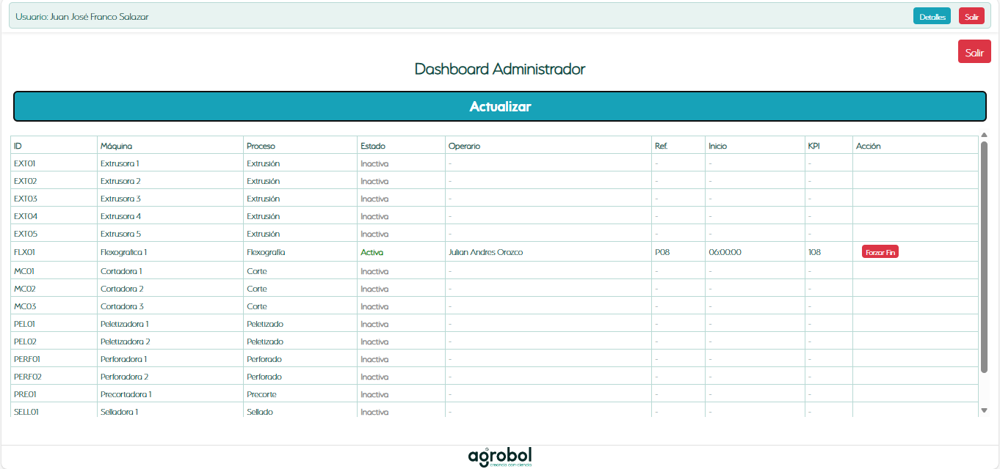 Usuario: Juan José Franco Salazar Detalles Salir
Salir
Dashboard Administrador
Actualizar
ID Máquina Proceso Estado Operario Ref. Inicio KPI Acción
EXT01 Extrusora 1 Extrusión Inactiva - - - -
EXT02 Extrusora 2 Extrusión Inactiva - - - -
EXT03 Extrusora 3 Extrusión Inactiva - - - -
EXT04 Extrusora 4 Extrusión Inactiva - - - -
EXT05 Extrusora 5 Extrusión Inactiva - - - -
FLX01 Flexografica 1 Flexografía Activa Julian Andres Orozco P08 06:00:00 108 Forzar Fin
MC01 Cortadora 1 Corte Inactiva - - - -
MC02 Cortadora 2 Corte Inactiva - - - -
MC03 Cortadora 3 Corte Inactiva - - - -
PEL01 Peletizadora 1 Peletizado Inactiva - - - -
PEL02 Peletizadora 2 Peletizado Inactiva - - - -
PERF01 Perforadora 1 Perforado Inactiva - - - -
PERF02 Perforadora 2 Perforado Inactiva - - - -
PRE01 Precortadora 1 Precorte Inactiva - - - -
SELL01 Selladora 1 Sellado Inactiva - - - -
agrobol
creando con-ciencia